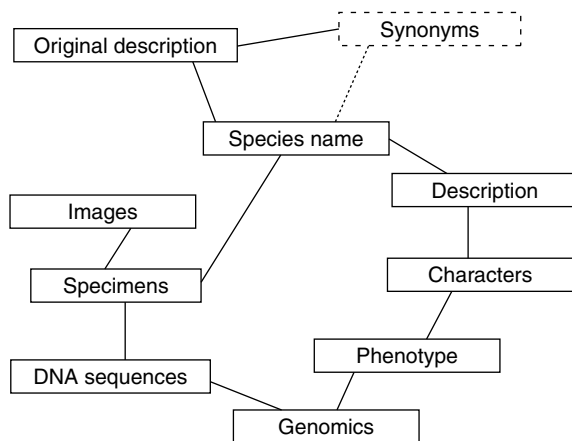 Synonyms
Original description
Species name
Description
Images
Characters
Specimens
Phenotype
DNA sequences
Genomics